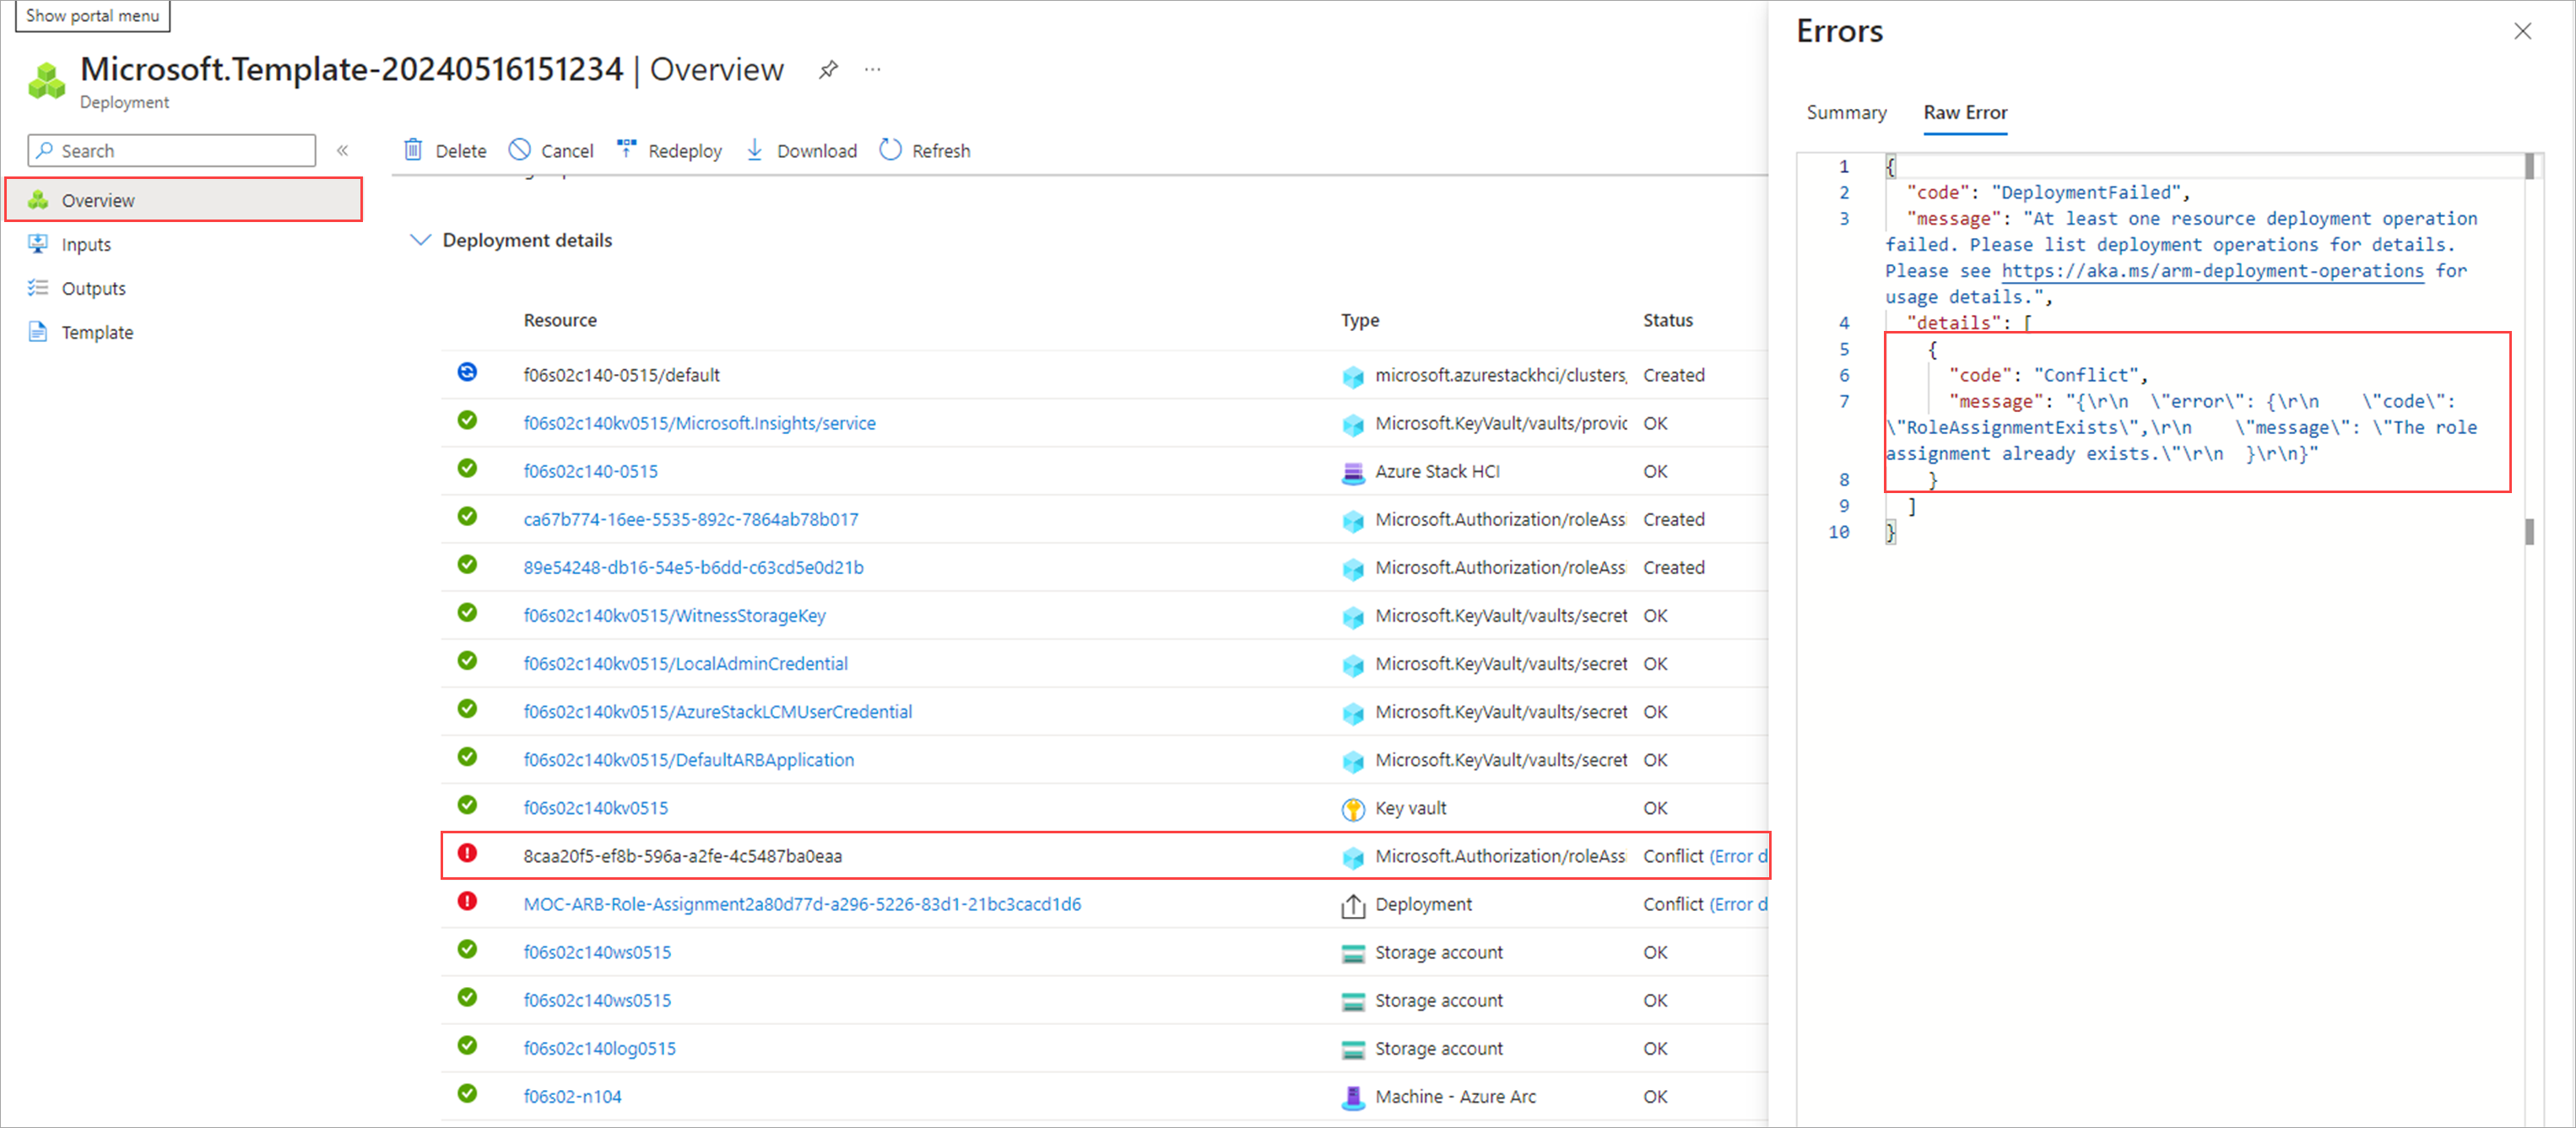 Show portal menu
Microsoft.Template-20240516151234 | Overview
Deployment
Search
Overview
Inputs
Outputs
Template
Delete
Cancel
Redeploy
Download
Refresh
Deployment details
Resource Type Status
f06s02c140-0515/default microsoft.azurestackhci/clusters, Created
f06s02c140kv0515/Microsoft.Insights/service Microsoft.KeyVault/vaults/provic OK
f06s02c140-0515 Azure Stack HCI OK
ca67b774-16ee-5535-892c-7864ab78b017 Microsoft.Authorization/roleAssi Created
89e54248-db16-54e5-b6dd-c63cd5e0d21b Microsoft.Authorization/roleAssi Created
f06s02c140kv0515/WitnessStorageKey Microsoft.KeyVault/vaults/secret OK
f06s02c140kv0515/LocalAdminCredential Microsoft.KeyVault/vaults/secret OK
f06s02c140kv0515/AzureStackLCMUserCredential Microsoft.KeyVault/vaults/secret OK
f06s02c140kv0515/DefaultARBApplication Microsoft.KeyVault/vaults/secret OK
f06s02c140kv0515 Key vault OK
8caa20f5-ef8b-596a-a2fe-4c5487ba0eaa Microsoft.Authorization/roleAssi Conflict (Error d
MOC-ARB-Role-Assignment2a80d77d-a296-5226-83d1-21bc3cacd1d6 Deployment Conflict (Error d
f06s02c140ws0515 Storage account OK
f06s02c140ws0515 Storage account OK
f06s02c140log0515 Storage account OK
f06s02-n104 Machine - Azure Arc OK
Errors
Summary Raw Error
1 {
2 "code": "DeploymentFailed",
3 "message": "At least one resource deployment operation
failed. Please list deployment operations for details.
Please see https://aka.ms/arm-deployment-operations for
usage details.",
4 "details": [
5 {
6 "code": "Conflict",
7 "message": "{\r\n  \"error\": {\r\n    \"code\":
\"RoleAssignmentExists\",\r\n    \"message\": \"The role
assignment already exists.\"\r\n  }\r\n}"
8 }
9 ]
10 }